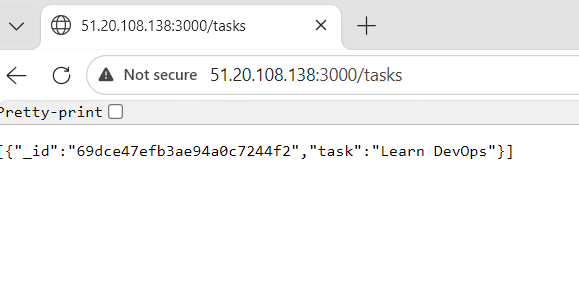 51.20.108.138:3000/tasks
Not secure 51.20.108.138:3000/tasks
Pretty-print
[{"_id":"69dce47efb3ae94a0c7244f2","task":"Learn DevOps"}]